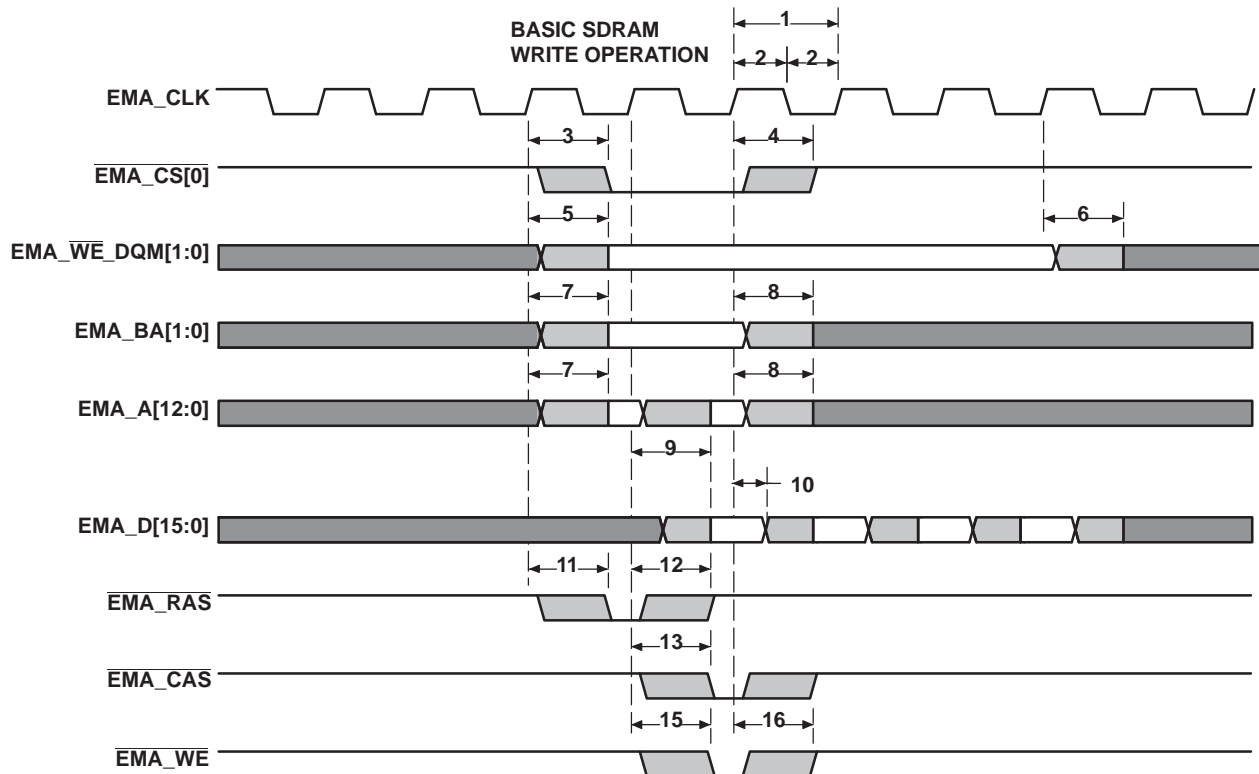 BASIC SDRAM
WRITE OPERATION
1
2 2
EMA_CLK
3 4
EMA_CS[0]
5 6
EMA_WE_DQM[1:0]
7 8
EMA_BA[1:0]
7 8
EMA_A[12:0]
9
10
EMA_D[15:0]
11 12
EMA_RAS
13
EMA_CAS
15 16
EMA_WE